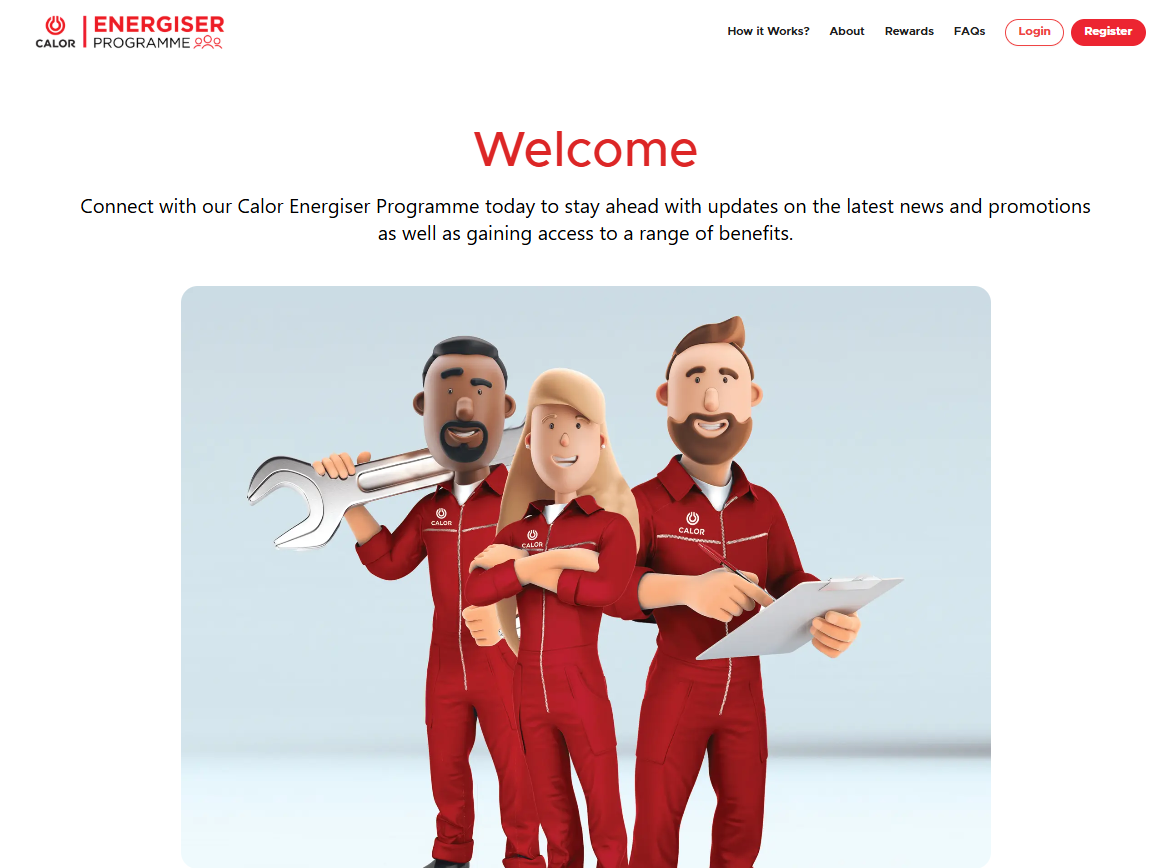 CALOR
ENERGISER
PROGRAMME
How it Works? About Rewards FAQs Login Register
Welcome
Connect with our Calor Energiser Programme today to stay ahead with updates on the latest news and promotions
as well as gaining access to a range of benefits.
CALOR
CALOR
CALOR